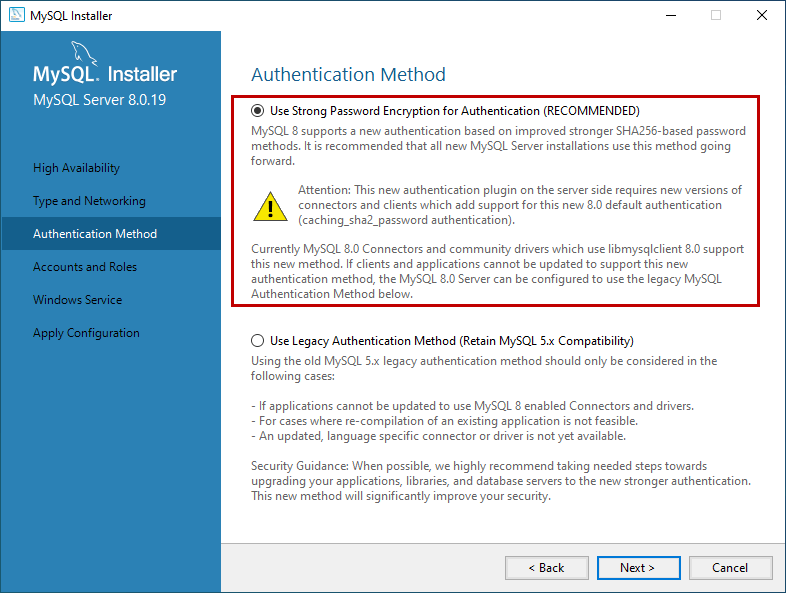 MySQL Installer
MySQL. Installer
MySQL Server 8.0.19
High Availability
Type and Networking
Authentication Method
Accounts and Roles
Windows Service
Apply Configuration
Authentication Method
Use Strong Password Encryption for Authentication (RECOMMENDED)
MySQL 8 supports a new authentication based on improved stronger SHA256-based password
methods. It is recommended that all new MySQL Server installations use this method going
forward.
Attention: This new authentication plugin on the server side requires new versions of
connectors and clients which add support for this new 8.0 default authentication
(caching_sha2_password authentication).
Currently MySQL 8.0 Connectors and community drivers which use libmysqlclient 8.0 support
this new method. If clients and applications cannot be updated to support this new
authentication method, the MySQL 8.0 Server can be configured to use the legacy MySQL
Authentication Method below.
Use Legacy Authentication Method (Retain MySQL 5.x Compatibility)
Using the old MySQL 5.x legacy authentication method should only be considered in the
following cases:
- If applications cannot be updated to use MySQL 8 enabled Connectors and drivers.
- For cases where re-compilation of an existing application is not feasible.
- An updated, language specific connector or driver is not yet available.
Security Guidance: When possible, we highly recommend taking needed steps towards
upgrading your applications, libraries, and database servers to the new stronger authentication.
This new method will significantly improve your security.
< Back
Next >
Cancel